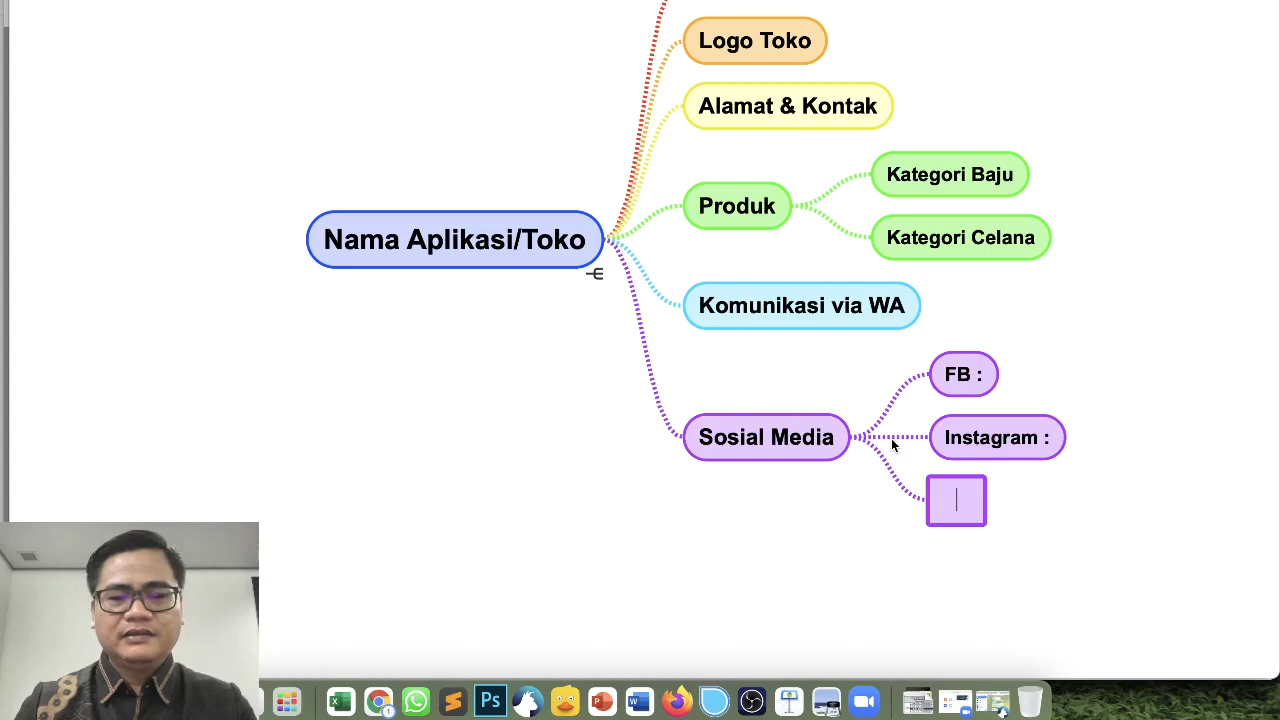 Logo Toko
Alamat & Kontak
Kategori Baju
Produk
Kategori Celana
Nama Aplikasi/Toko
Komunikasi via WA
FB :
Sosial Media
Instagram :
Ps